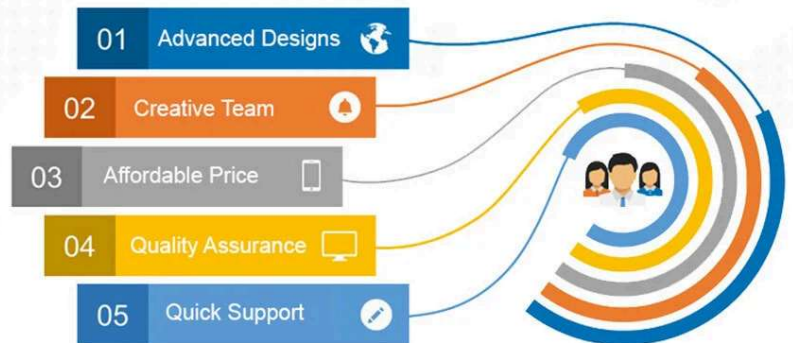 01 Advanced Designs
02 Creative Team
03 Affordable Price
04 Quality Assurance
05 Quick Support